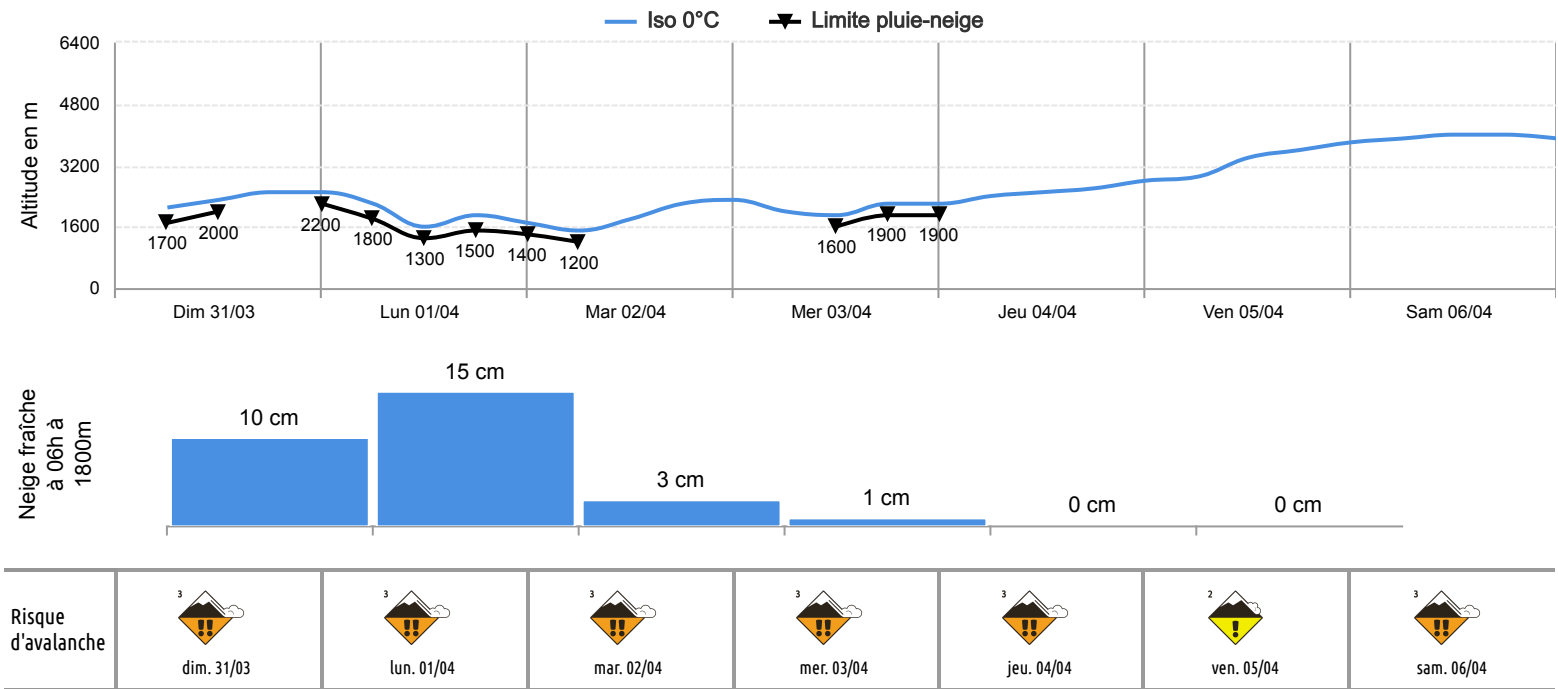 Iso 0°C
Limite pluie-neige
Altitude en m
6400
4800
3200
1600
0
1700
2000
2200
1800
1300
1500
1400
1200
1600
1900
1900
Dim 31/03
Lun 01/04
Mar 02/04
Mer 03/04
Jeu 04/04
Ven 05/04
Sam 06/04
Neige fraîche
à 06h à
1800m
10 cm
15 cm
3 cm
1 cm
0 cm
0 cm
Risque
d'avalanche
3
!!
dim. 31/03
3
!!
lun. 01/04
3
!!
mar. 02/04
3
!!
mer. 03/04
3
!!
jeu. 04/04
2
!
ven. 05/04
3
!!
sam. 06/04